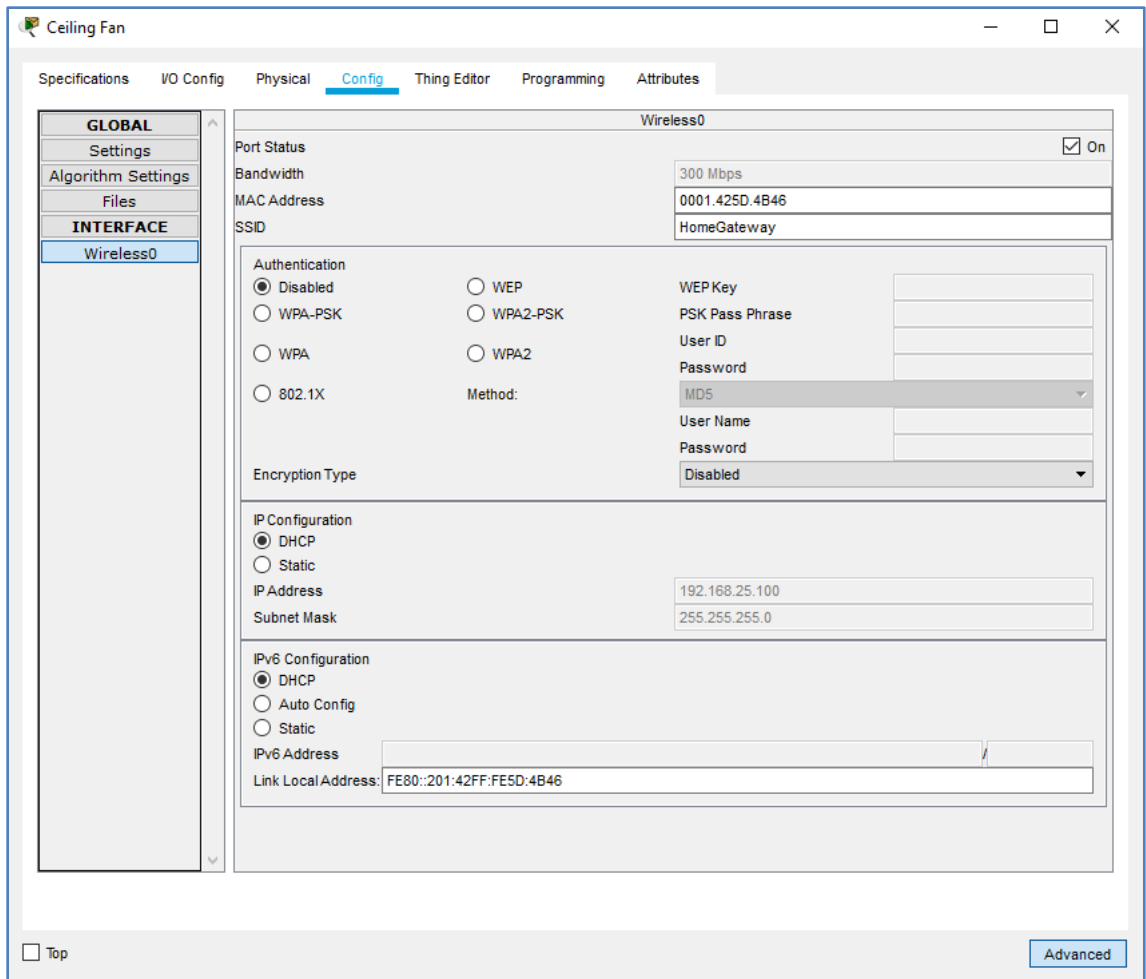 Ceiling Fan
Specifications I/O Config Physical Config Thing Editor Programming Attributes
GLOBAL
Settings
Algorithm Settings
Files
INTERFACE
Wireless0
Wireless0
Port Status On
Bandwidth 300 Mbps
MAC Address 0001.425D.4B46
SSID HomeGateway
Authentication
Disabled WEP WEP Key
WPA-PSK WPA2-PSK PSK Pass Phrase
User ID
WPA WPA2
Password
802.1X Method: MD5
User Name
Password
Encryption Type Disabled
IP Configuration
DHCP
Static
IP Address 192.168.25.100
Subnet Mask 255.255.255.0
IPv6 Configuration
DHCP
Auto Config
Static
IPv6 Address /
Link Local Address: FE80::201:42FF:FE5D:4B46
Top Advanced